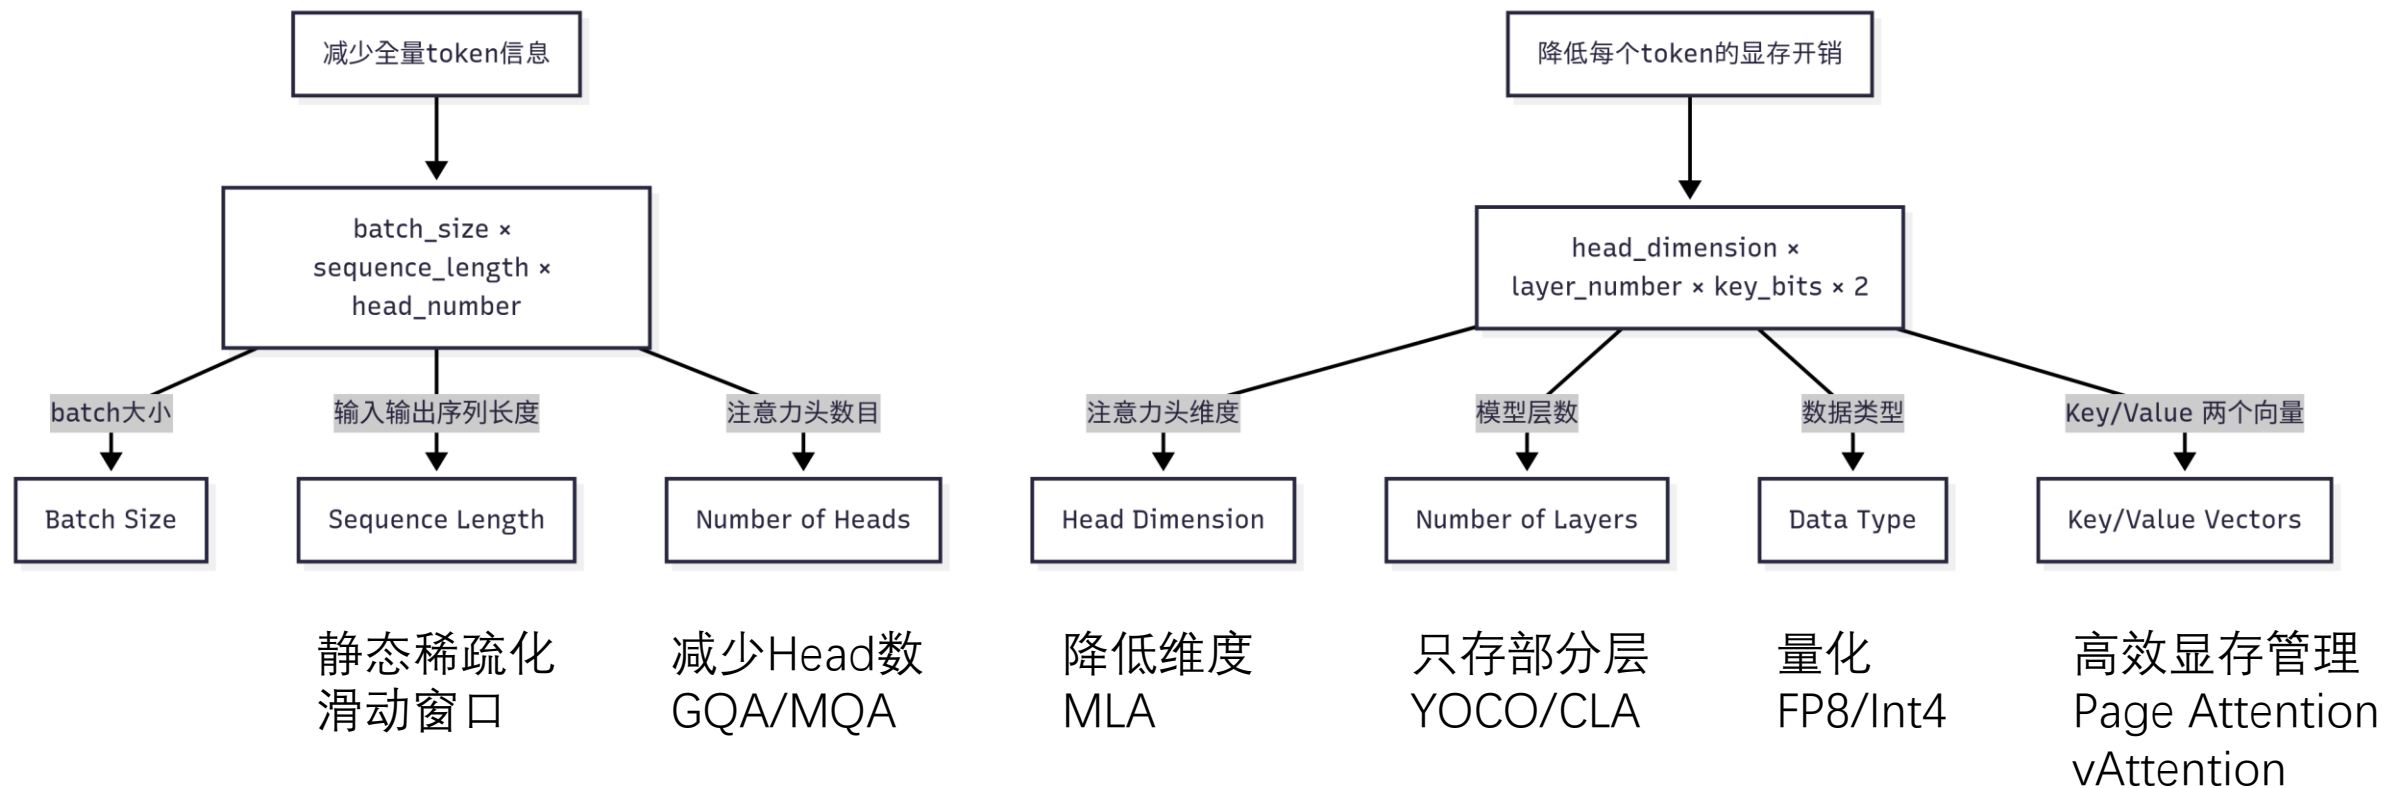 减少全量token信息
降低每个token的显存开销
batch_size ×
sequence_length ×
head_number
head_dimension ×
layer_number × key_bits × 2
batch大小
输入输出序列长度
注意力头数目
注意力头维度
模型层数
数据类型
Key/Value 两个向量
Batch Size
Sequence Length
Number of Heads
Head Dimension
Number of Layers
Data Type
Key/Value Vectors
静态稀疏化
滑动窗口
减少Head数
GQA/MQA
降低维度
MLA
只存部分层
YOCO/CLA
量化
FP8/Int4
高效显存管理
Page Attention
vAttention